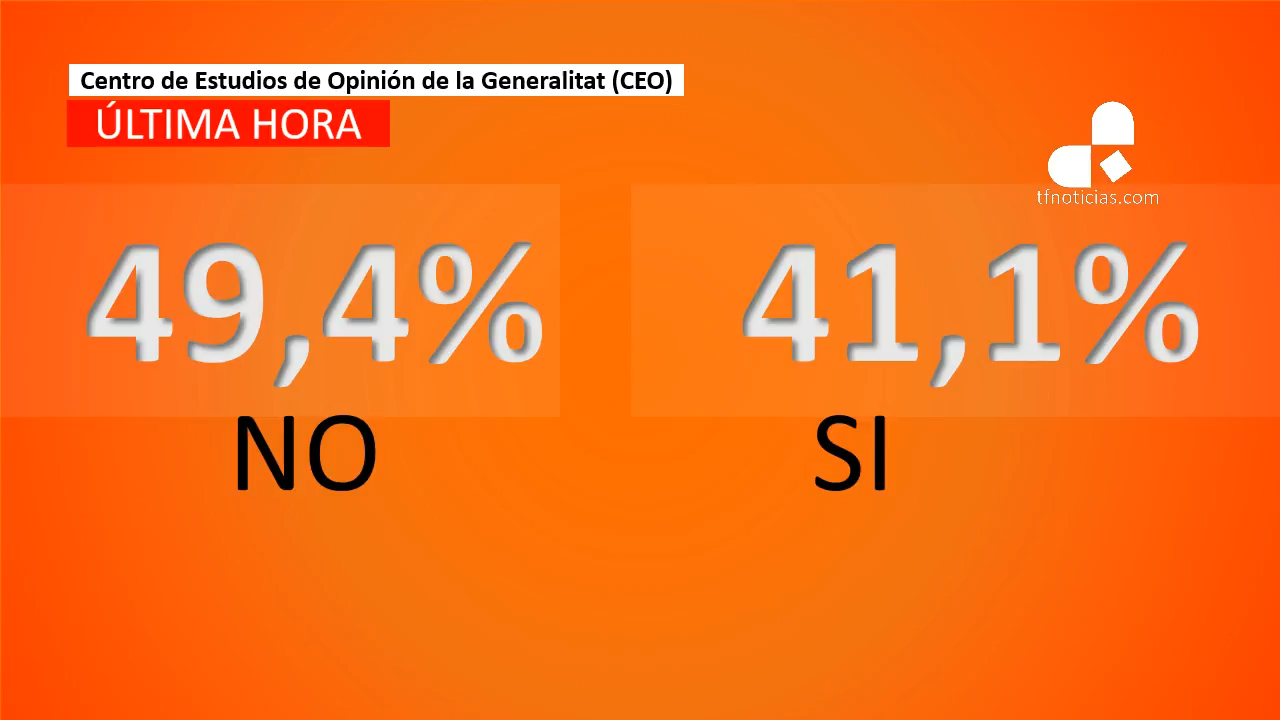 Centro de Estudios de Opinión de la Generalitat (CEO)
ÚLTIMA HORA
tfnoticias.com
49,4%
41,1%
NO
SI